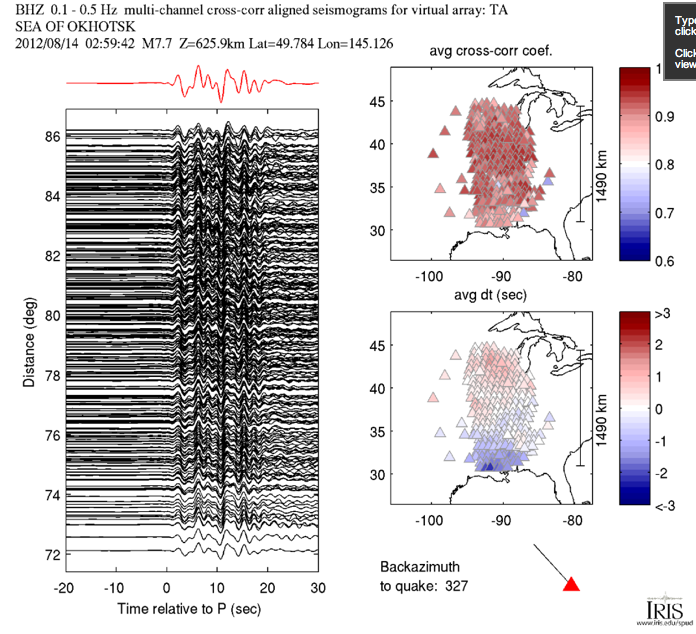 BHZ 0.1 - 0.5 Hz multi-channel cross-corr aligned seismograms for virtual array: TA
SEA OF OKHOTSK
2012/08/14 02:59:42 M7.7 Z=625.9km Lat=49.784 Lon=145.126
Type
click
Click
view
avg cross-corr coef.
45
40
35
30
-100
-90
-80
1490 km
1
0.9
0.8
0.7
0.6
avg dt (sec)
45
40
35
30
-100
-90
-80
1490 km
>3
2
1
0
-1
-2
<-3
Distance (deg)
86
84
82
80
78
76
74
72
-20
-10
0
10
20
30
Time relative to P (sec)
Backazimuth
to quake: 327
IRIS
www.iris.edu/spud